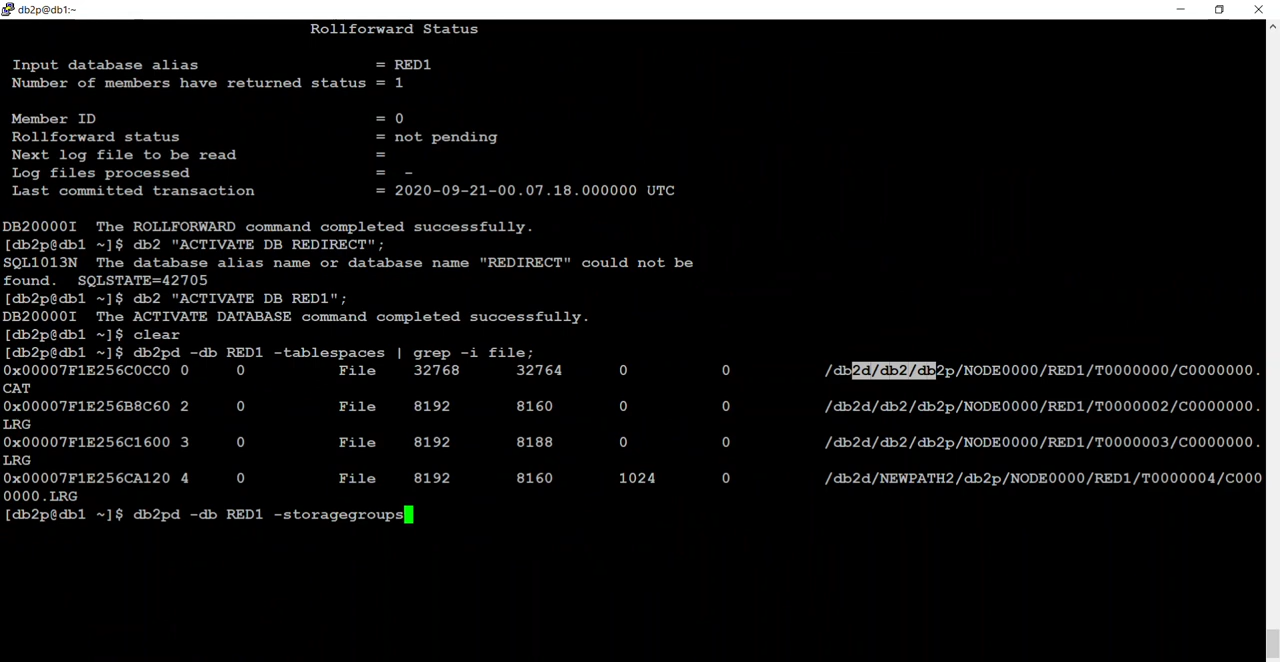 db2p@db1:~
Rollforward Status
Input database alias = RED1
Number of members have returned status = 1
Member ID = 0
Rollforward status = not pending
Next log file to be read =
Log files processed = -
Last committed transaction = 2020-09-21-00.07.18.000000 UTC
DB20000I The ROLLFORWARD command completed successfully.
[db2p@db1 ~]$ db2 "ACTIVATE DB REDIRECT";
SQL1013N The database alias name or database name "REDIRECT" could not be
found. SQLSTATE=42705
[db2p@db1 ~]$ db2 "ACTIVATE DB RED1";
DB20000I The ACTIVATE DATABASE command completed successfully.
[db2p@db1 ~]$ clear
[db2p@db1 ~]$ db2pd -db RED1 -tablespaces | grep -i file;
0x00007F1E256C0CC0 0 0 File 32768 32764 0 0 /db2d/db2/db2p/NODE0000/RED1/T0000000/C0000000.
CAT
0x00007F1E256B8C60 2 0 File 8192 8160 0 0 /db2d/db2/db2p/NODE0000/RED1/T0000002/C0000000.
LRG
0x00007F1E256C1600 3 0 File 8192 8188 0 0 /db2d/db2/db2p/NODE0000/RED1/T0000003/C0000000.
LRG
0x00007F1E256CA120 4 0 File 8192 8160 1024 0 /db2d/NEWPATH2/db2p/NODE0000/RED1/T0000004/C000
0000.LRG
[db2p@db1 ~]$ db2pd -db RED1 -storagegroups